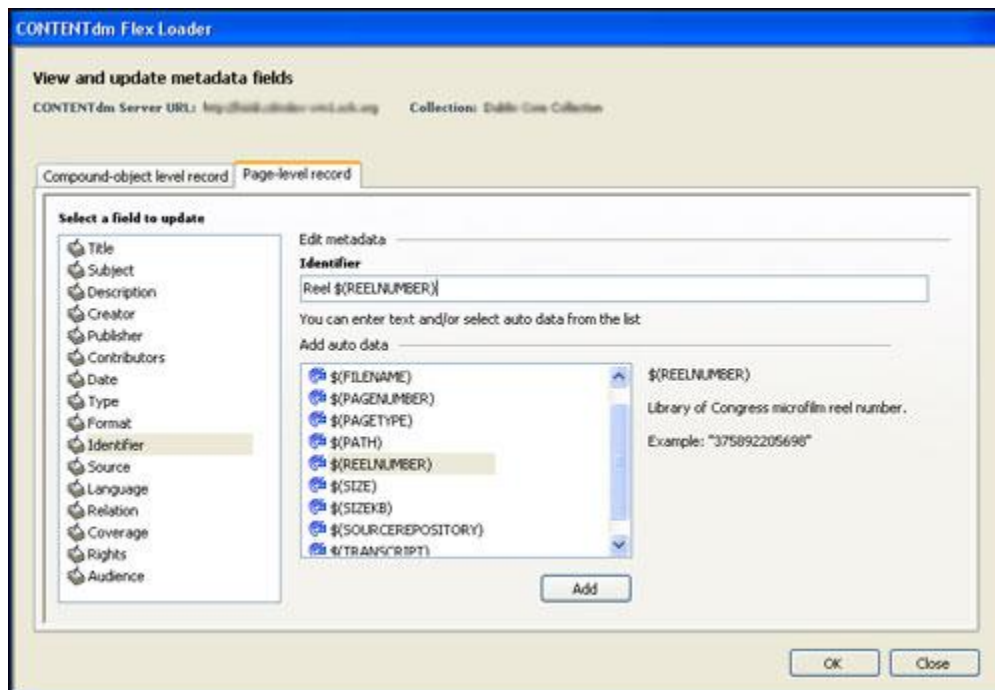 CONTENTdm Flex Loader
View and update metadata fields
CONTENTdm Server URL:
Collection: Dublin Core Collection
Compound-object level record
Page-level record
Select a field to update
Title
Subject
Description
Creator
Publisher
Contributors
Date
Type
Format
Identifier
Source
Language
Relation
Coverage
Rights
Audience
Edit metadata
Identifier
Reel $(REELNUMBER)
You can enter text and/or select auto data from the list
Add auto data
$(FILENAME)
$(PAGENUMBER)
$(PAGETYPE)
$(PATH)
$(REELNUMBER)
$(SIZE)
$(SIZEKB)
$(SOURCEREPOSITORY)
$(TRANSCRIPT)
$(REELNUMBER)
Library of Congress microfilm reel number.
Example: "375892205698"
Add
OK
Close